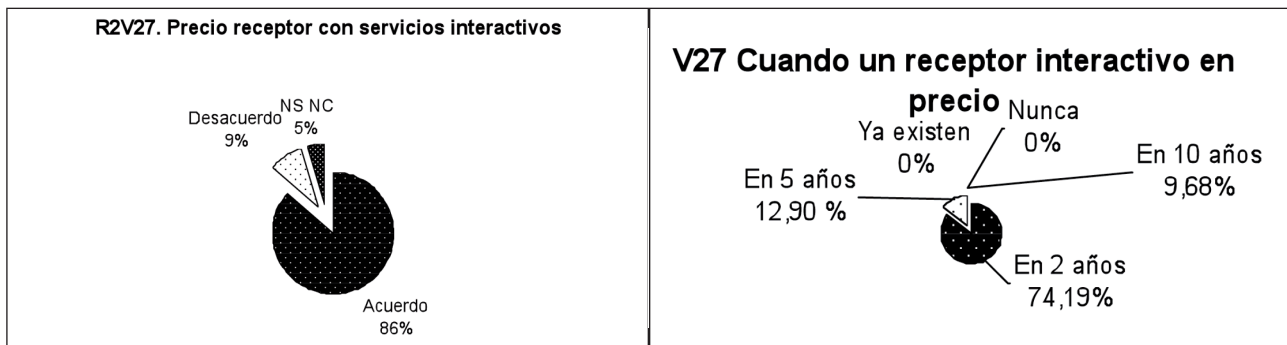 R2V27. Precio receptor con servicios interactivos
NS NC
5%
Desacuerdo
9%
Acuerdo
86%
V27 Cuando un receptor interactivo en
precio
Nunca
0%
Ya existen
0%
En 10 años
9,68%
En 5 años
12,90 %
En 2 años
74,19%